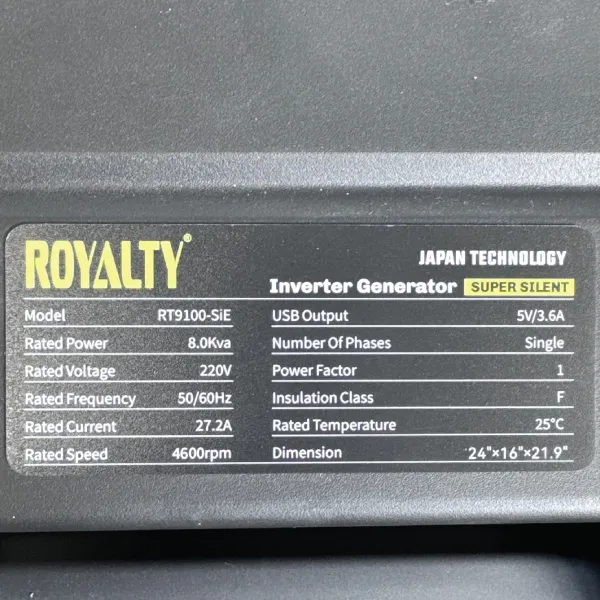 ROYALTY®
JAPAN TECHNOLOGY
Inverter Generator SUPER SILENT
Model RT9100-SiE
Rated Power 8.0Kva
Rated Voltage 220V
Rated Frequency 50/60Hz
Rated Current 27.2A
Rated Speed 4600rpm
USB Output 5V/3.6A
Number Of Phases Single
Power Factor 1
Insulation Class F
Rated Temperature 25°C
Dimension 24"×16"×21.9"